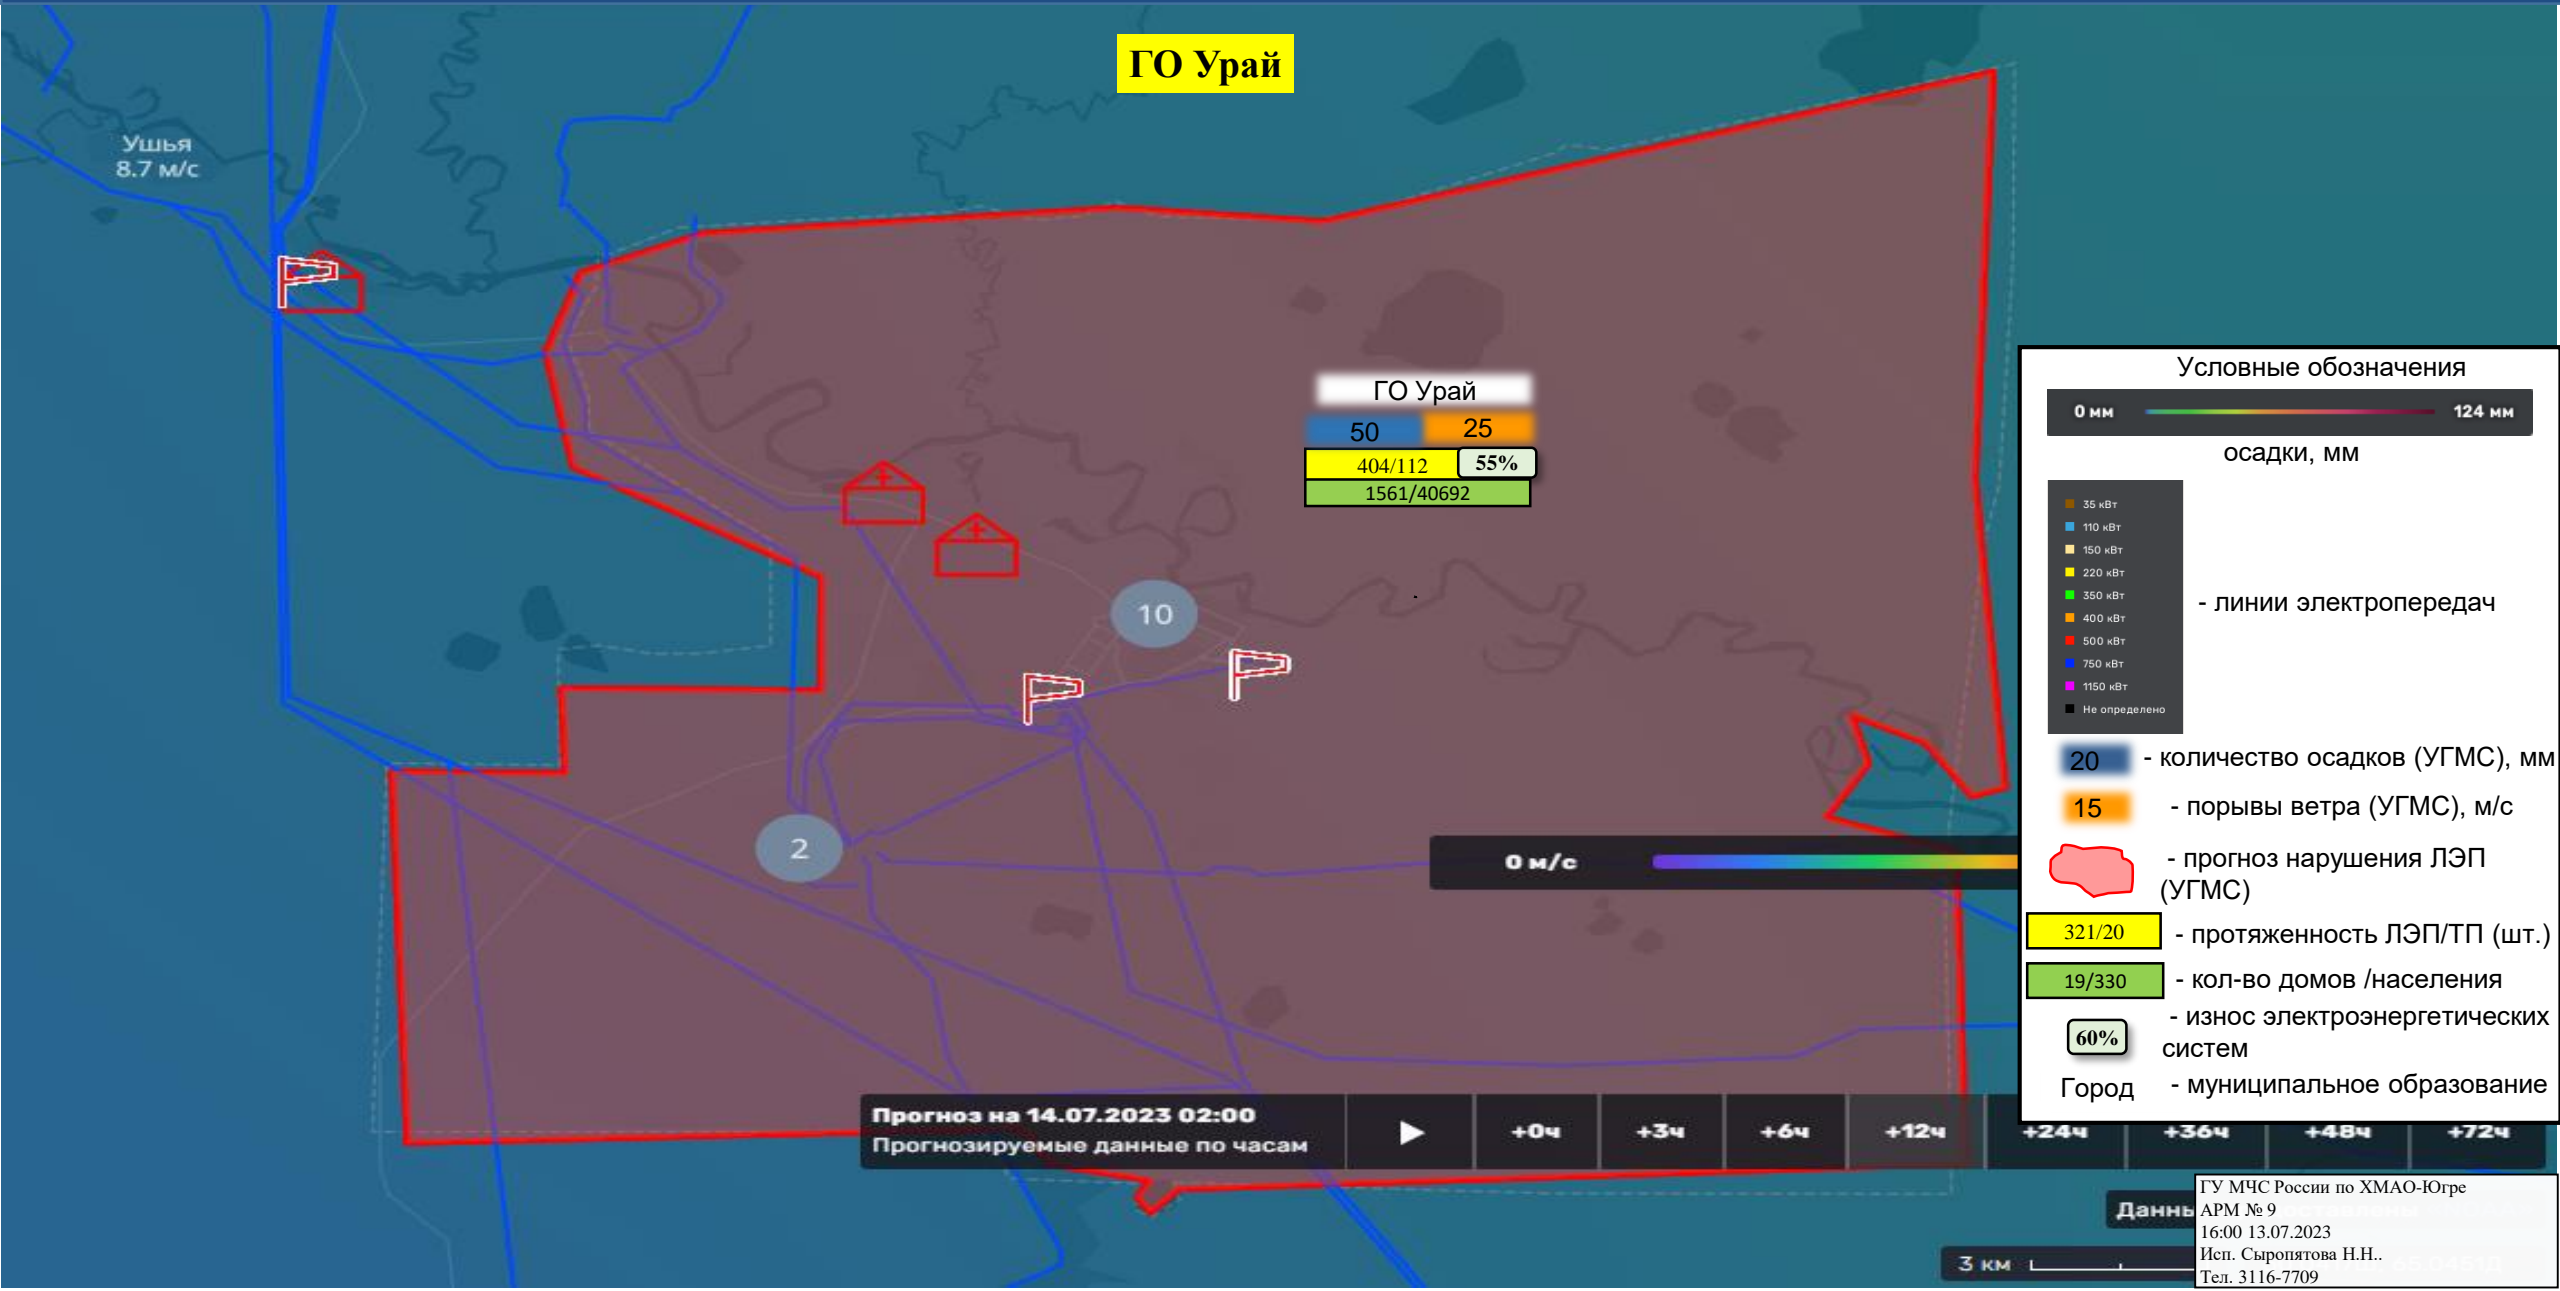 ГО Урай
Ушья
8.7 м/с
ГО Урай
50
25
404/112
55%
1561/40692
10
2
0 м/с
Условные обозначения
0 мм
124 мм
осадки, мм
35 кВт
110 кВт
150 кВт
220 кВт
350 кВт
400 кВт
500 кВт
750 кВт
1150 кВт
Не определено
- линии электропередач
20
- количество осадков (УГМС), мм
15
- порывы ветра (УГМС), м/с
- прогноз нарушения ЛЭП
(УГМС)
321/20
- протяженность ЛЭП/ТП (шт.)
19/330
- кол-во домов /населения
60%
- износ электроэнергетических
систем
Город
- муниципальное образование
Прогноз на 14.07.2023 02:00
Прогнозируемые данные по часам
+0ч
+3ч
+6ч
+12ч
+24ч
+36ч
+48ч
+72ч
ГУ МЧС России по ХМАО-Югре
АРМ № 9
16:00 13.07.2023
Исп. Сыропятова Н.Н..
Тел. 3116-7709
3 км